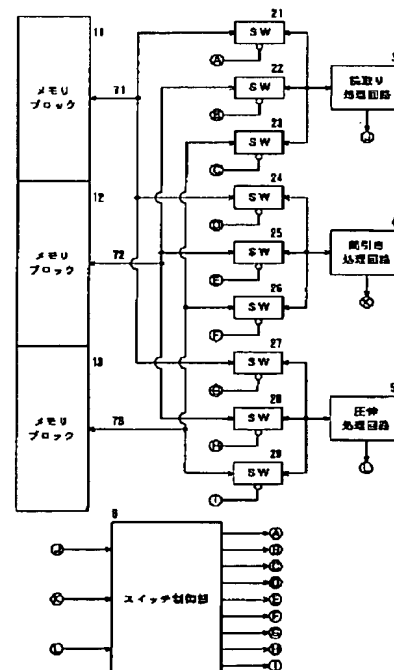 11
メモリ
ブロック
71
12
メモリ
ブロック
72
13
メモリ
ブロック
73
21
SW
A
22
SW
B
23
SW
C
24
SW
D
25
SW
E
26
SW
F
27
SW
G
28
SW
H
29
SW
I
3
読取り
処理回路
J
4
間引き
処理回路
K
5
圧伸
処理回路
L
6
スイッチ制御部
J
K
L
A
B
C
D
E
F
G
H
I